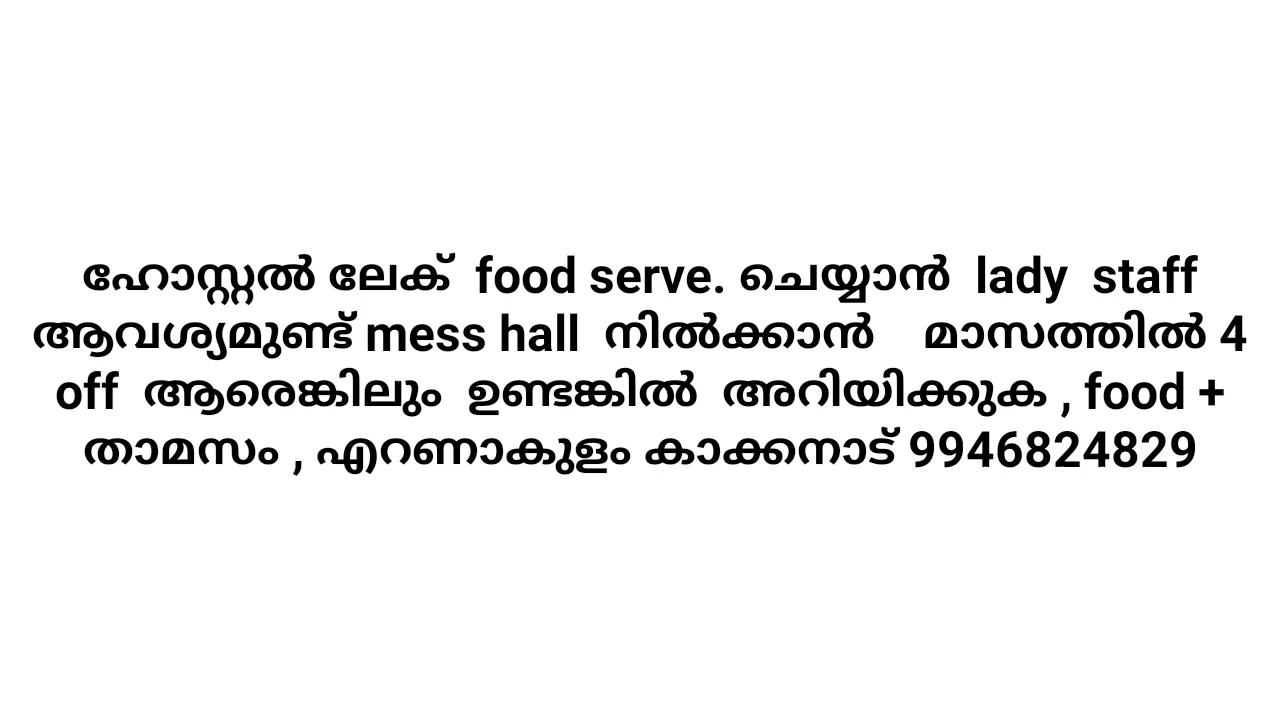 ഹോസ്റ്റൽ ലേക് food serve. ചെയ്യാൻ lady staff
ആവശ്യമുണ്ട് mess hall നിൽക്കാൻ മാസത്തിൽ 4
off ആരെങ്കിലും ഉണ്ടങ്കിൽ അറിയിക്കുക , food +
താമസം , എറണാകുളം കാക്കനാട് 9946824829